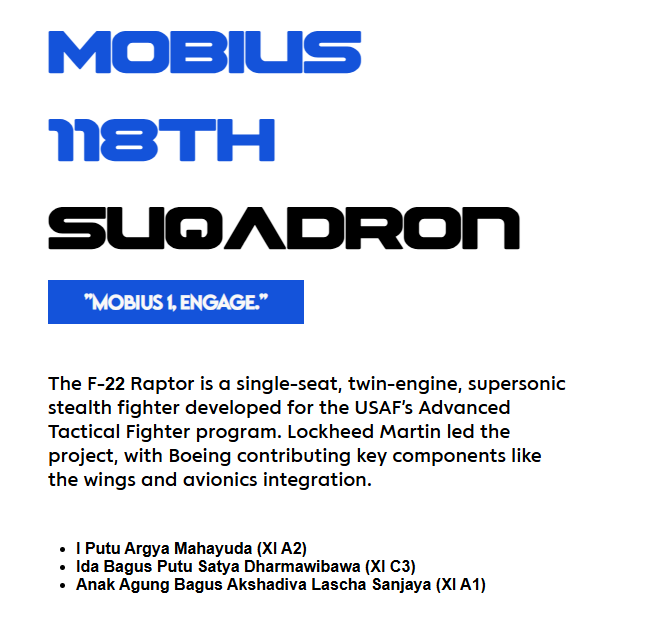 MOBIUS
118TH
SUQADRON
"MOBIUS 1, ENGAGE."
The F-22 Raptor is a single-seat, twin-engine, supersonic
stealth fighter developed for the USAF's Advanced
Tactical Fighter program. Lockheed Martin led the
project, with Boeing contributing key components like
the wings and avionics integration.
• I Putu Argya Mahayuda (XI A2)
• Ida Bagus Putu Satya Dharmawibawa (XI C3)
• Anak Agung Bagus Akshadiva Lascha Sanjaya (XI A1)